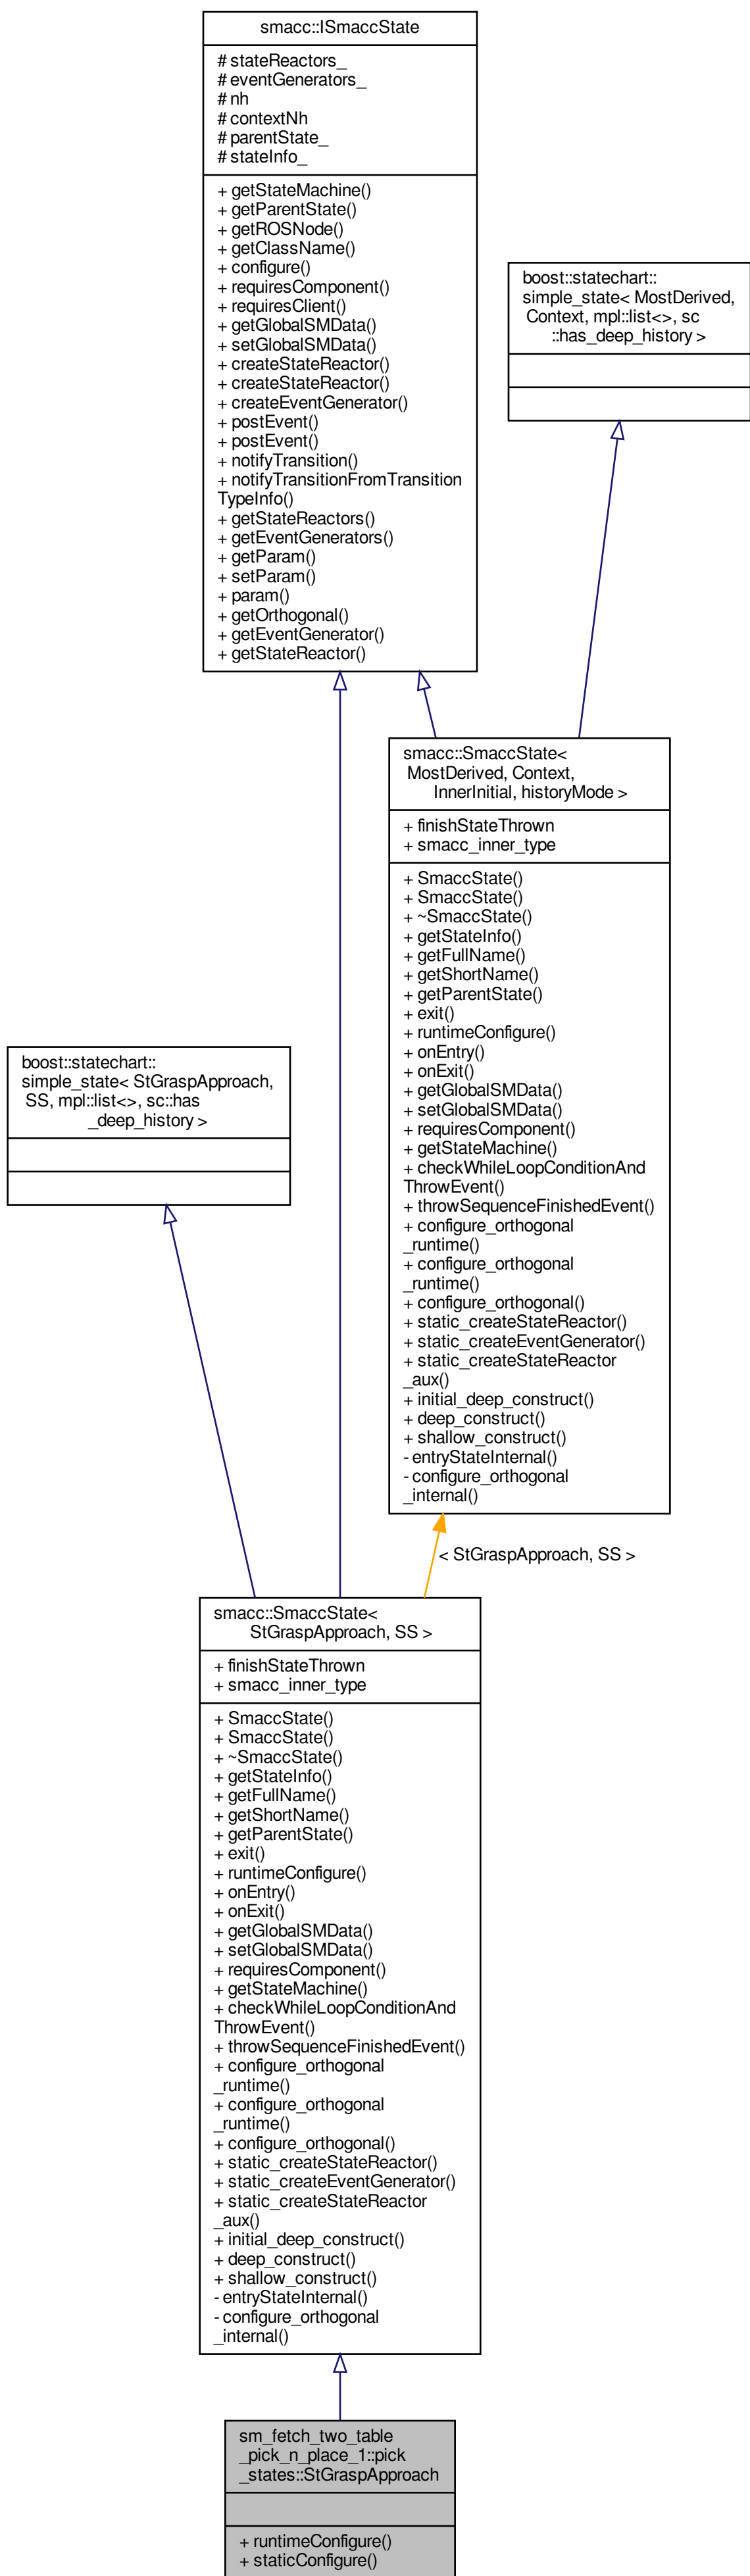 smacc::ISmaccState
# stateReactors_
# eventGenerators_
# nh
# contextNh
# parentState_
# stateInfo_
+ getStateMachine()
+ getParentState()
+ getROSNode()
+ getClassName()
+ configure()
+ requiresComponent()
+ requiresClient()
+ getGlobalSMData()
+ setGlobalSMData()
+ createStateReactor()
+ createStateReactor()
+ createEventGenerator()
+ postEvent()
+ postEvent()
+ notifyTransition()
+ notifyTransitionFromTransition
TypeInfo()
+ getStateReactors()
+ getEventGenerators()
+ getParam()
+ setParam()
+ param()
+ getOrthogonal()
+ getEventGenerator()
+ getStateReactor()
boost::statechart::
simple_state< MostDerived,
Context, mpl::list<>, sc
::has_deep_history >
smacc::SmaccState<
MostDerived, Context,
InnerInitial, historyMode >
+ finishStateThrown
+ smacc_inner_type
+ SmaccState()
+ SmaccState()
+ ~SmaccState()
+ getStateInfo()
+ getFullName()
+ getShortName()
+ getParentState()
+ exit()
+ runtimeConfigure()
+ onEntry()
+ onExit()
+ getGlobalSMData()
+ setGlobalSMData()
+ requiresComponent()
+ getStateMachine()
+ checkWhileLoopConditionAnd
ThrowEvent()
+ throwSequenceFinishedEvent()
+ configure_orthogonal
_runtime()
+ configure_orthogonal
_runtime()
+ configure_orthogonal()
+ static_createStateReactor()
+ static_createEventGenerator()
+ static_createStateReactor
_aux()
+ initial_deep_construct()
+ deep_construct()
+ shallow_construct()
- entryStateInternal()
- configure_orthogonal
_internal()
boost::statechart::
simple_state< StGraspApproach,
SS, mpl::list<>, sc::has
_deep_history >
< StGraspApproach, SS >
smacc::SmaccState<
StGraspApproach, SS >
+ finishStateThrown
+ smacc_inner_type
+ SmaccState()
+ SmaccState()
+ ~SmaccState()
+ getStateInfo()
+ getFullName()
+ getShortName()
+ getParentState()
+ exit()
+ runtimeConfigure()
+ onEntry()
+ onExit()
+ getGlobalSMData()
+ setGlobalSMData()
+ requiresComponent()
+ getStateMachine()
+ checkWhileLoopConditionAnd
ThrowEvent()
+ throwSequenceFinishedEvent()
+ configure_orthogonal
_runtime()
+ configure_orthogonal
_runtime()
+ configure_orthogonal()
+ static_createStateReactor()
+ static_createEventGenerator()
+ static_createStateReactor
_aux()
+ initial_deep_construct()
+ deep_construct()
+ shallow_construct()
- entryStateInternal()
- configure_orthogonal
_internal()
sm_fetch_two_table
_pick_n_place_1::pick
_states::StGraspApproach
+ runtimeConfigure()
+ staticConfigure()